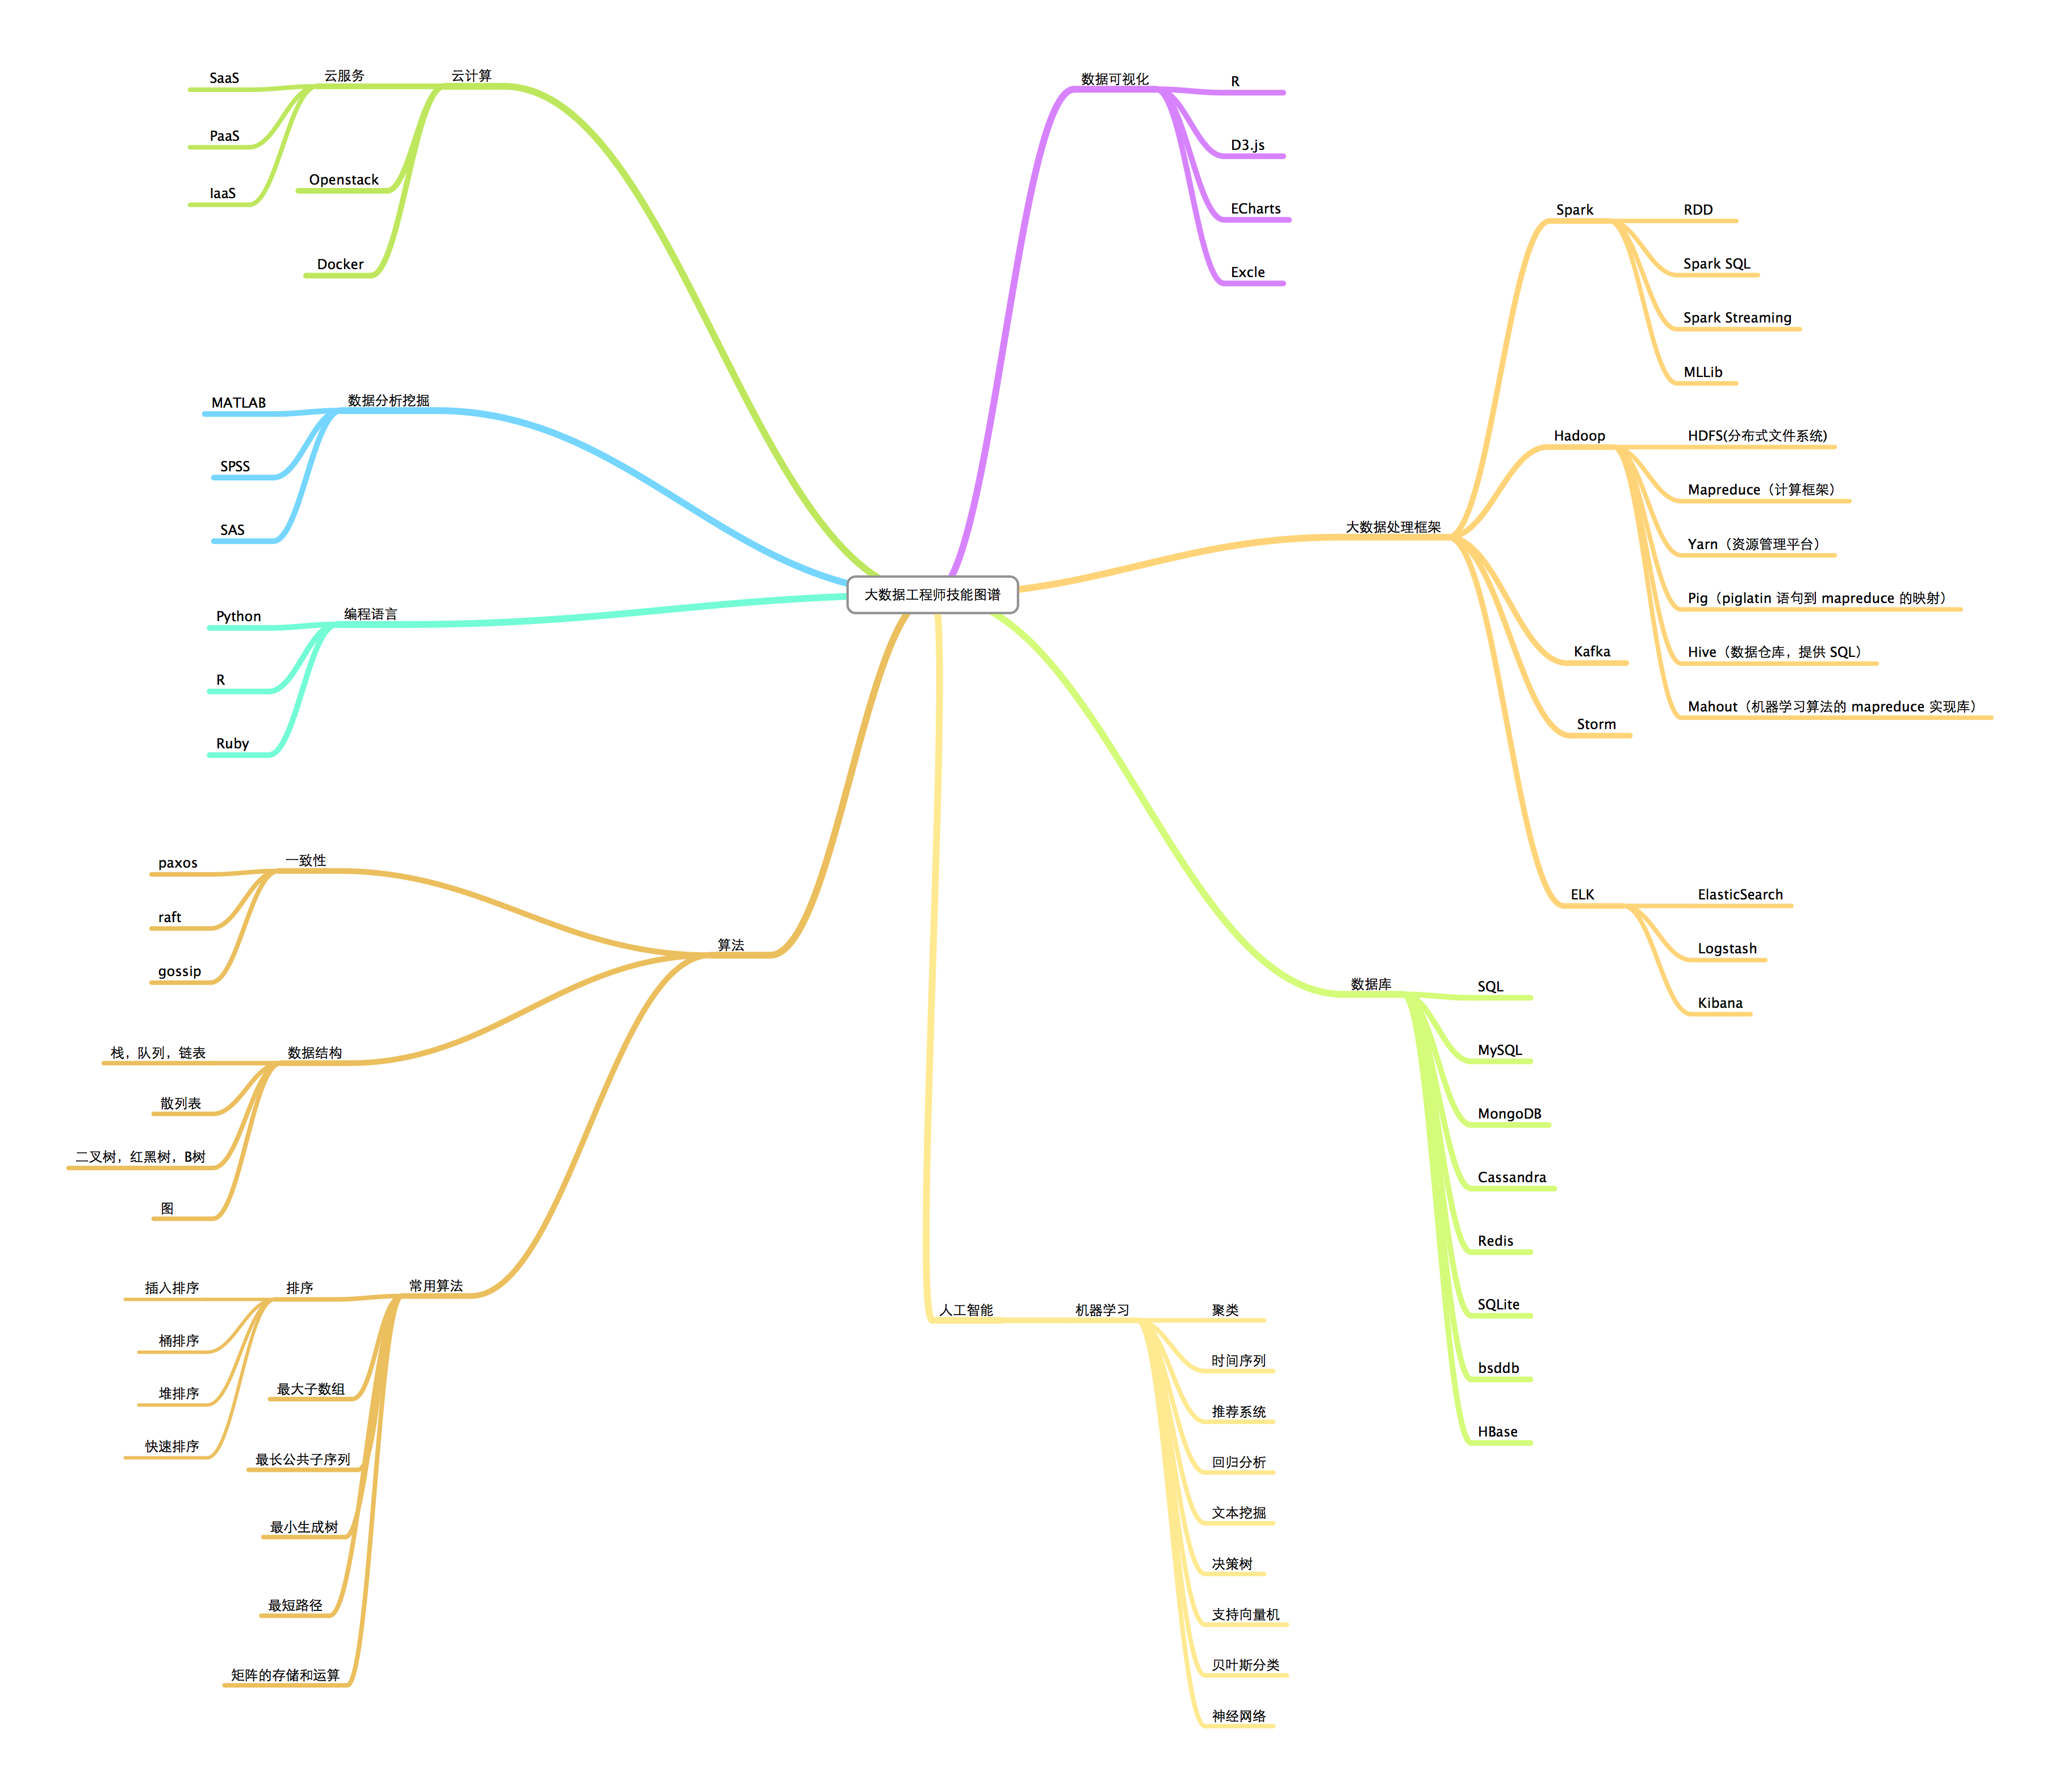 大数据工程师技能图谱
云计算
云服务
SaaS
PaaS
IaaS
Openstack
Docker
数据分析挖掘
MATLAB
SPSS
SAS
编程语言
Python
R
Ruby
算法
一致性
paxos
raft
gossip
数据结构
栈，队列，链表
散列表
二叉树，红黑树，B树
图
常用算法
排序
插入排序
桶排序
堆排序
快速排序
最大子数组
最长公共子序列
最小生成树
最短路径
矩阵的存储和运算
数据可视化
R
D3.js
ECharts
Excle
大数据处理框架
Spark
RDD
Spark SQL
Spark Streaming
MLLib
Hadoop
HDFS(分布式文件系统)
Mapreduce（计算框架）
Yarn（资源管理平台）
Pig（piglatin 语句到 mapreduce 的映射）
Hive（数据仓库，提供 SQL）
Mahout（机器学习算法的 mapreduce 实现库）
Kafka
Storm
ELK
ElasticSearch
Logstash
Kibana
数据库
SQL
MySQL
MongoDB
Cassandra
Redis
SQLite
bsddb
HBase
人工智能
机器学习
聚类
时间序列
推荐系统
回归分析
文本挖掘
决策树
支持向量机
贝叶斯分类
神经网络